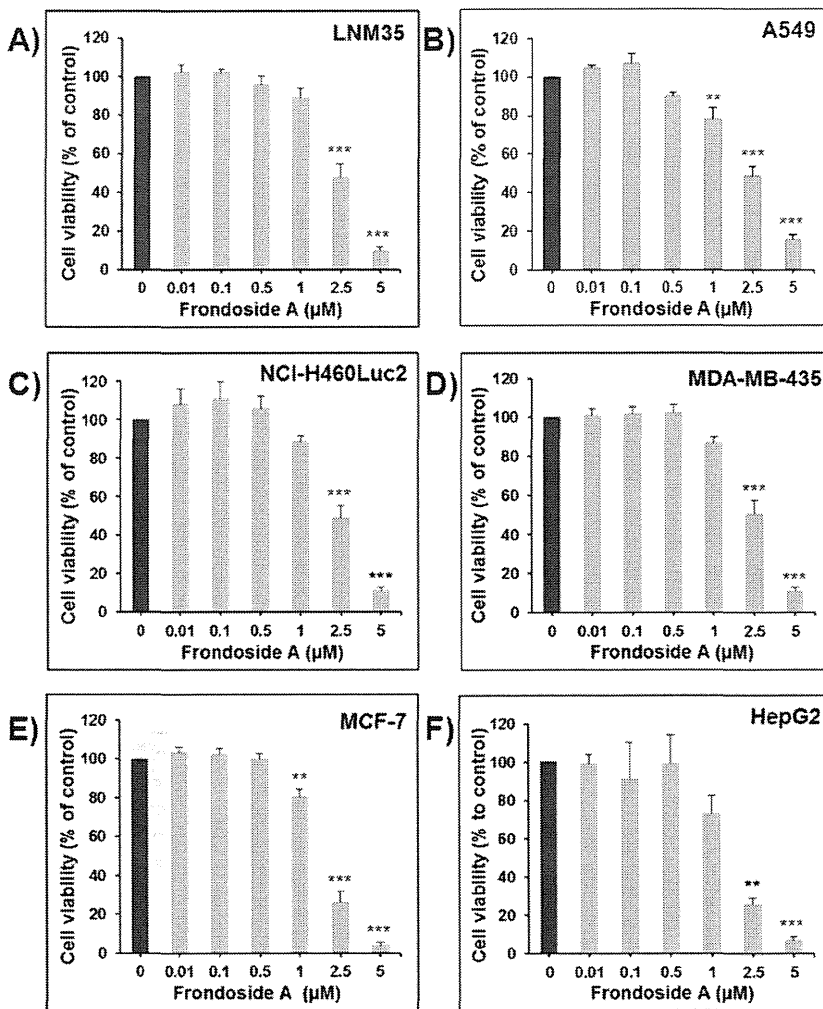 A)
LNM35
Cell viability (% of control)
120
100
80
60
40
20
0
***
***
0 0.01 0.1 0.5 1 2.5 5
Frondoside A (µM)
B)
A549
Cell viability (% of control)
120
100
80
60
40
20
0
**
***
***
0 0.01 0.1 0.5 1 2.5 5
Frondoside A (µM)
C)
NCI-H460Luc2
Cell viability (% of control)
120
100
80
60
40
20
0
***
***
0 0.01 0.1 0.5 1 2.5 5
Frondoside A (µM)
D)
MDA-MB-435
Cell viability (% of control)
120
100
80
60
40
20
0
***
***
0 0.01 0.1 0.5 1 2.5 5
Frondoside A (µM)
E)
MCF-7
Cell viability (% of control)
120
100
80
60
40
20
0
**
***
***
0 0.01 0.1 0.5 1 2.5 5
Frondoside A (µM)
F)
HepG2
Cell viability (% to control)
120
100
80
60
40
20
0
**
***
0 0.01 0.1 0.5 1 2.5 5
Frondoside A (µM)